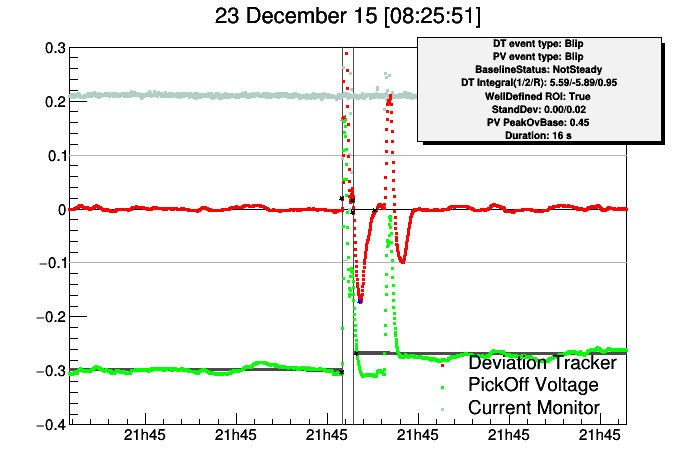 23 December 15 [08:25:51]
DT event type: Blip
PV event type: Blip
BaselineStatus: NotSteady
DT Integral(1/2/R): 5.59/-5.89/0.95
WellDefined ROI: True
StandDev: 0.00/0.02
PV PeakOvBase: 0.45
Duration: 16 s
0.3
0.2
0.1
0
−0.1
−0.2
−0.3
−0.4
Deviation Tracker
PickOff Voltage
Current Monitor
21h45 21h45 21h45 21h45 21h45 21h45